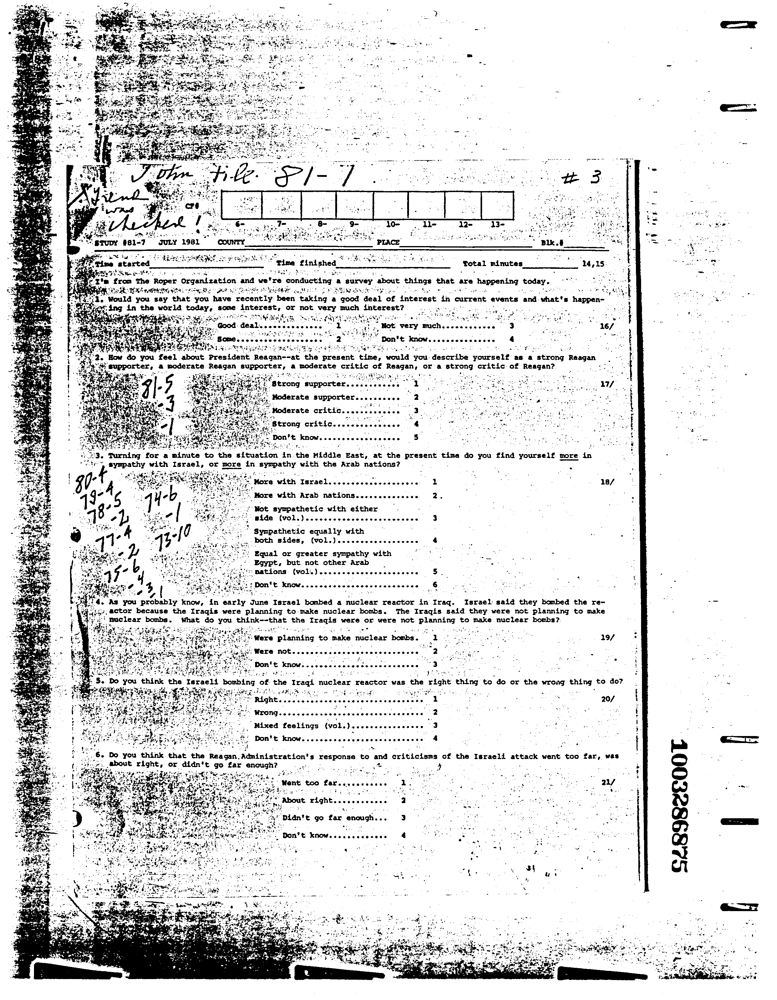 John file 81-7 # 3
Trend
was
checked!
6- 7- 8- 9- 10- 11- 12- 13-
STUDY #81-7 JULY 1981 COUNTY PLACE Blk.#
Time started Time finished Total minutes 14,15
I'm from The Roper Organization and we're conducting a survey about things that are happening today.
1. Would you say that you have recently been taking a good deal of interest in current events and what's happen-
ing in the world today, some interest, or not very much interest?
Good deal.............. 1 Not very much............ 3 16/
Some................... 2 Don't know............... 4
2. How do you feel about President Reagan--at the present time, would you describe yourself as a strong Reagan
supporter, a moderate Reagan supporter, a moderate critic of Reagan, or a strong critic of Reagan?
81-5
-3
-1
Strong supporter.......... 1 17/
Moderate supporter........ 2
Moderate critic........... 3
Strong critic............. 4
Don't know................ 5
3. Turning for a minute to the situation in the Middle East, at the present time do you find yourself more in
sympathy with Israel, or more in sympathy with the Arab nations?
80-4
79-4
78-5
-2
77-4
-2
75-6
-4
-3,1
74-6
-1
73-10
More with Israel..................... 1 18/
More with Arab nations............... 2
Not sympathetic with either
side (vol.).......................... 3
Sympathetic equally with
both sides, (vol.)................... 4
Equal or greater sympathy with
Egypt, but not other Arab
nations (vol.)....................... 5
Don't know........................... 6
4. As you probably know, in early June Israel bombed a nuclear reactor in Iraq. Israel said they bombed the re-
actor because the Iraqis were planning to make nuclear bombs. The Iraqis said they were not planning to make
nuclear bombs. What do you think--that the Iraqis were or were not planning to make nuclear bombs?
Were planning to make nuclear bombs. 1 19/
Were not............................. 2
Don't know........................... 3
5. Do you think the Israeli bombing of the Iraqi nuclear reactor was the right thing to do or the wrong thing to do?
Right................................ 1 20/
Wrong................................ 2
Mixed feelings (vol.)................ 3
Don't know........................... 4
6. Do you think that the Reagan Administration's response to and criticisms of the Israeli attack went too far, was
about right, or didn't go far enough?
Went too far........... 1 21/
About right............ 2
Didn't go far enough... 3
Don't know............. 4
1003286875